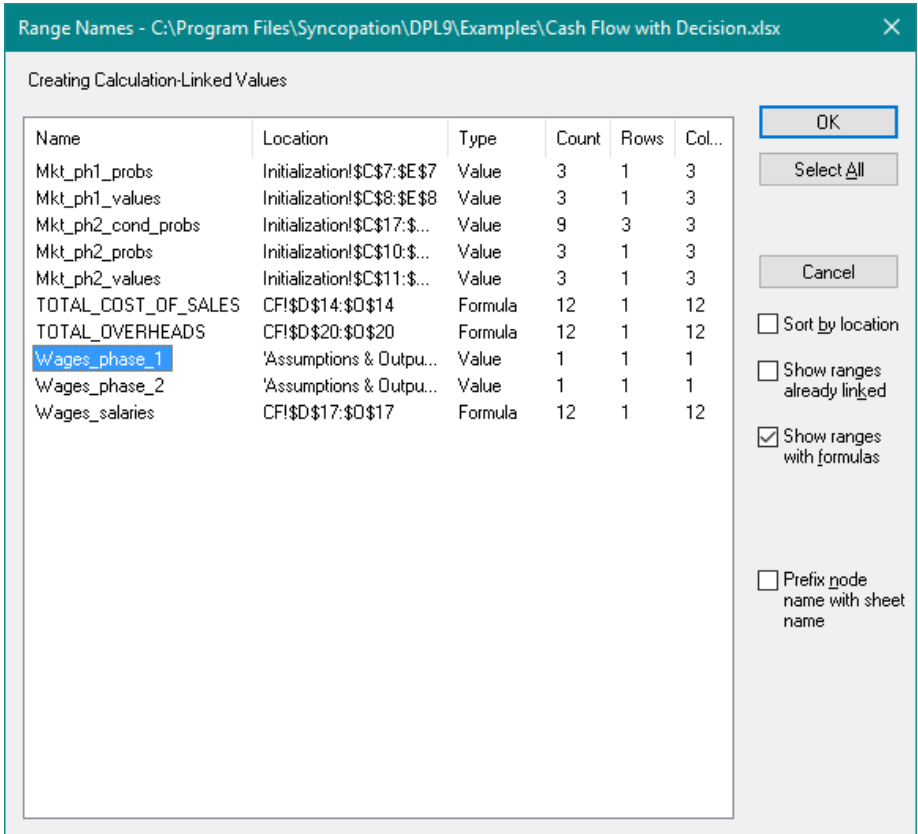 Range Names - C:\Program Files\Syncopation\DPL9\Examples\Cash Flow with Decision.xlsx
Creating Calculation-Linked Values
Name Location Type Count Rows Col...
Mkt_ph1_probs Initialization!$C$7:$E$7 Value 3 1 3
Mkt_ph1_values Initialization!$C$8:$E$8 Value 3 1 3
Mkt_ph2_cond_probs Initialization!$C$17:$... Value 9 3 3
Mkt_ph2_probs Initialization!$C$10:$... Value 3 1 3
Mkt_ph2_values Initialization!$C$11:$... Value 3 1 3
TOTAL_COST_OF_SALES CF!$D$14:$O$14 Formula 12 1 12
TOTAL_OVERHEADS CF!$D$20:$O$20 Formula 12 1 12
Wages_phase_1 'Assumptions & Outpu... Value 1 1 1
Wages_phase_2 'Assumptions & Outpu... Value 1 1 1
Wages_salaries CF!$D$17:$O$17 Formula 12 1 12
OK
Select All
Cancel
Sort by location
Show ranges
already linked
Show ranges
with formulas
Prefix node
name with sheet
name